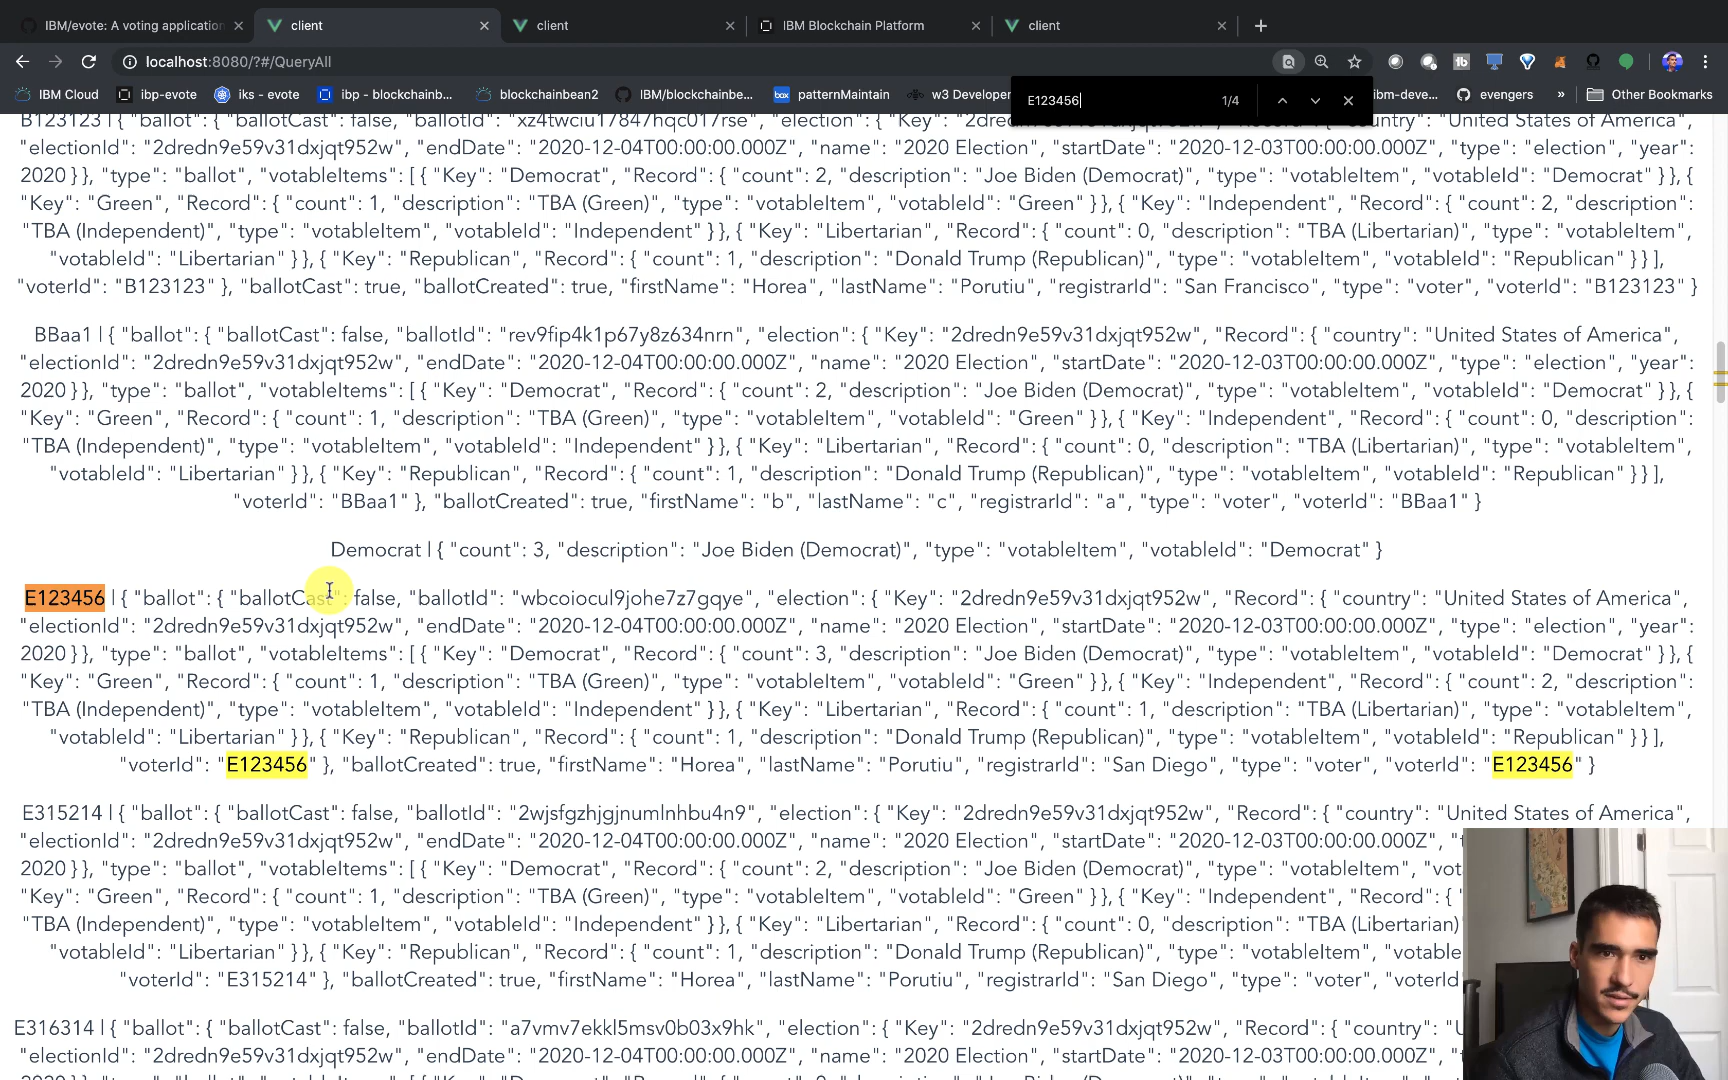 IBM/evote: A voting application
client
client
IBM Blockchain Platform
client
localhost:8080/?#/QueryAll
IBM Cloud
ibp-evote
iks - evote
ibp - blockchainb...
blockchainbean2
IBM/blockchainbe...
patternMaintain
w3 Developer
ibm-deve...
evengers
»
Other Bookmarks
E123456
1/4
B123123 | { "ballot": { "ballotCast": false, "ballotId": "xz4twciu17847hqc017rse", "election": { "Key":
"electionId": "2dredn9e59v31dxjqt952w", "endDate": "2020-12-04T00:00:00.000Z", "name": "2020 Election", "startDate": "2020-12-03T00:00:00.000Z", "type": "election", "year":
2020 } }, "type": "ballot", "votableItems": [ { "Key": "Democrat", "Record": { "count": 2, "description": "Joe Biden (Democrat)", "type": "votableItem", "votableId": "Democrat" } }, {
"Key": "Green", "Record": { "count": 1, "description": "TBA (Green)", "type": "votableItem", "votableId": "Green" } }, { "Key": "Independent", "Record": { "count": 2, "description":
"TBA (Independent)", "type": "votableItem", "votableId": "Independent" } }, { "Key": "Libertarian", "Record": { "count": 0, "description": "TBA (Libertarian)", "type": "votableItem",
"votableId": "Libertarian" } }, { "Key": "Republican", "Record": { "count": 1, "description": "Donald Trump (Republican)", "type": "votableItem", "votableId": "Republican" } } ],
"voterId": "B123123" }, "ballotCast": true, "ballotCreated": true, "firstName": "Horea", "lastName": "Porutiu", "registrarId": "San Francisco", "type": "voter", "voterId": "B123123" }
BBaa1 | { "ballot": { "ballotCast": false, "ballotId": "rev9fip4k1p67y8z634nrn", "election": { "Key": "2dredn9e59v31dxjqt952w", "Record": { "country": "United States of America",
"electionId": "2dredn9e59v31dxjqt952w", "endDate": "2020-12-04T00:00:00.000Z", "name": "2020 Election", "startDate": "2020-12-03T00:00:00.000Z", "type": "election", "year":
2020 } }, "type": "ballot", "votableItems": [ { "Key": "Democrat", "Record": { "count": 2, "description": "Joe Biden (Democrat)", "type": "votableItem", "votableId": "Democrat" } }, {
"Key": "Green", "Record": { "count": 1, "description": "TBA (Green)", "type": "votableItem", "votableId": "Green" } }, { "Key": "Independent", "Record": { "count": 0, "description":
"TBA (Independent)", "type": "votableItem", "votableId": "Independent" } }, { "Key": "Libertarian", "Record": { "count": 0, "description": "TBA (Libertarian)", "type": "votableItem",
"votableId": "Libertarian" } }, { "Key": "Republican", "Record": { "count": 1, "description": "Donald Trump (Republican)", "type": "votableItem", "votableId": "Republican" } } ],
"voterId": "BBaa1" }, "ballotCreated": true, "firstName": "b", "lastName": "c", "registrarId": "a", "type": "voter", "voterId": "BBaa1" }
Democrat | { "count": 3, "description": "Joe Biden (Democrat)", "type": "votableItem", "votableId": "Democrat" }
E123456 | { "ballot": { "ballotCast": false, "ballotId": "wbcoiocul9johe7z7gqye", "election": { "Key": "2dredn9e59v31dxjqt952w", "Record": { "country": "United States of America",
"electionId": "2dredn9e59v31dxjqt952w", "endDate": "2020-12-04T00:00:00.000Z", "name": "2020 Election", "startDate": "2020-12-03T00:00:00.000Z", "type": "election", "year":
2020 } }, "type": "ballot", "votableItems": [ { "Key": "Democrat", "Record": { "count": 3, "description": "Joe Biden (Democrat)", "type": "votableItem", "votableId": "Democrat" } }, {
"Key": "Green", "Record": { "count": 1, "description": "TBA (Green)", "type": "votableItem", "votableId": "Green" } }, { "Key": "Independent", "Record": { "count": 2, "description":
"TBA (Independent)", "type": "votableItem", "votableId": "Independent" } }, { "Key": "Libertarian", "Record": { "count": 1, "description": "TBA (Libertarian)", "type": "votableItem",
"votableId": "Libertarian" } }, { "Key": "Republican", "Record": { "count": 1, "description": "Donald Trump (Republican)", "type": "votableItem", "votableId": "Republican" } } ],
"voterId": "E123456" }, "ballotCreated": true, "firstName": "Horea", "lastName": "Porutiu", "registrarId": "San Diego", "type": "voter", "voterId": "E123456" }
E315214 | { "ballot": { "ballotCast": false, "ballotId": "2wjsfgzhjgjnumlnhbu4n9", "election": { "Key": "2dredn9e59v31dxjqt952w", "Record": { "country": "United States of America",
"electionId": "2dredn9e59v31dxjqt952w", "endDate": "2020-12-04T00:00:00.000Z", "name": "2020 Election", "startDate": "2020-12-03T00:00:00.000Z",
2020 } }, "type": "ballot", "votableItems": [ { "Key": "Democrat", "Record": { "count": 2, "description": "Joe Biden (Democrat)", "type": "votableItem",
"Key": "Green", "Record": { "count": 1, "description": "TBA (Green)", "type": "votableItem", "votableId": "Green" } }, { "Key": "Independent", "Record": {
"TBA (Independent)", "type": "votableItem", "votableId": "Independent" } }, { "Key": "Libertarian", "Record": { "count": 0, "description": "TBA (Libertarian)"
"votableId": "Libertarian" } }, { "Key": "Republican", "Record": { "count": 1, "description": "Donald Trump (Republican)", "type": "votableItem",
"voterId": "E315214" }, "ballotCreated": true, "firstName": "Horea", "lastName": "Porutiu", "registrarId": "San Diego", "type": "voter",
E316314 | { "ballot": { "ballotCast": false, "ballotId": "a7vmv7ekkl5msv0b03x9hk", "election": { "Key": "2dredn9e59v31dxjqt952w", "Record": { "country":
"electionId": "2dredn9e59v31dxjqt952w", "endDate": "2020-12-04T00:00:00.000Z", "name": "2020 Election", "startDate": "2020-12-03T00:00:00.000Z",